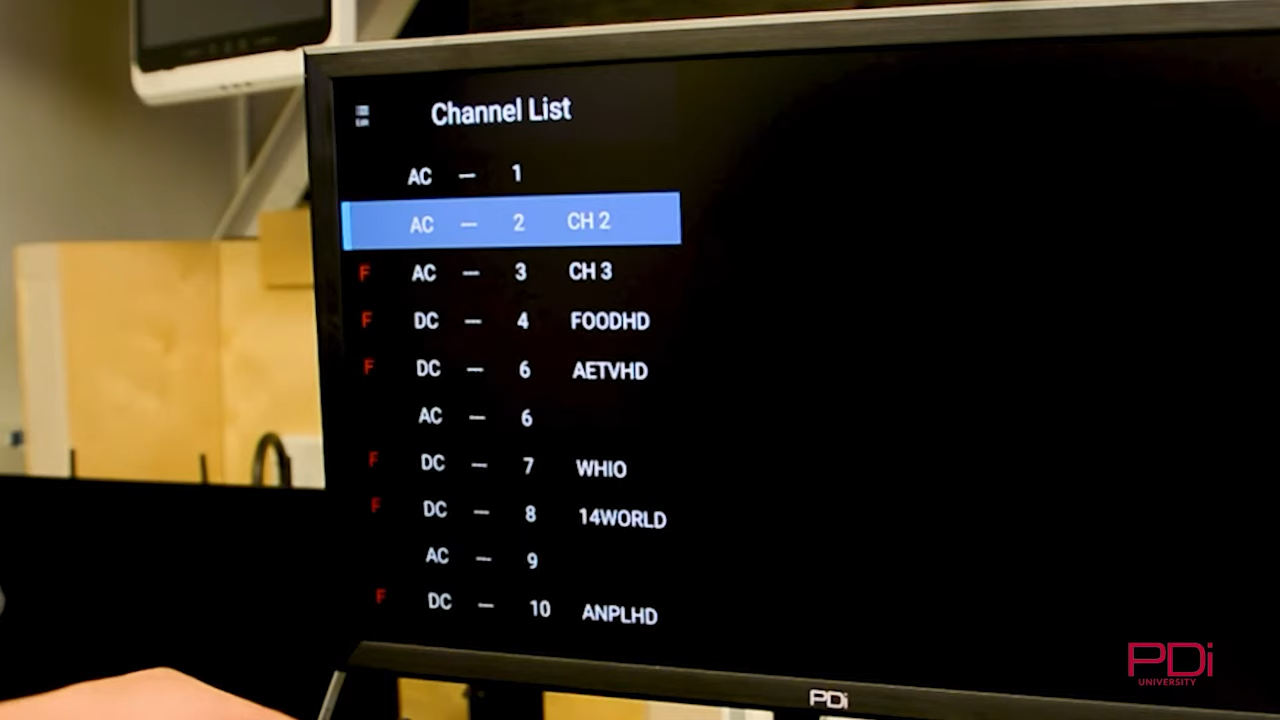 Channel List
Edit
AC — 1
AC — 2 CH 2
F AC — 3 CH 3
F DC — 4 FOODHD
F DC — 6 AETVHD
AC — 6
F DC — 7 WHIO
F DC — 8 14WORLD
AC — 9
F DC — 10 ANPLHD
PDi
UNIVERSITY
PDi